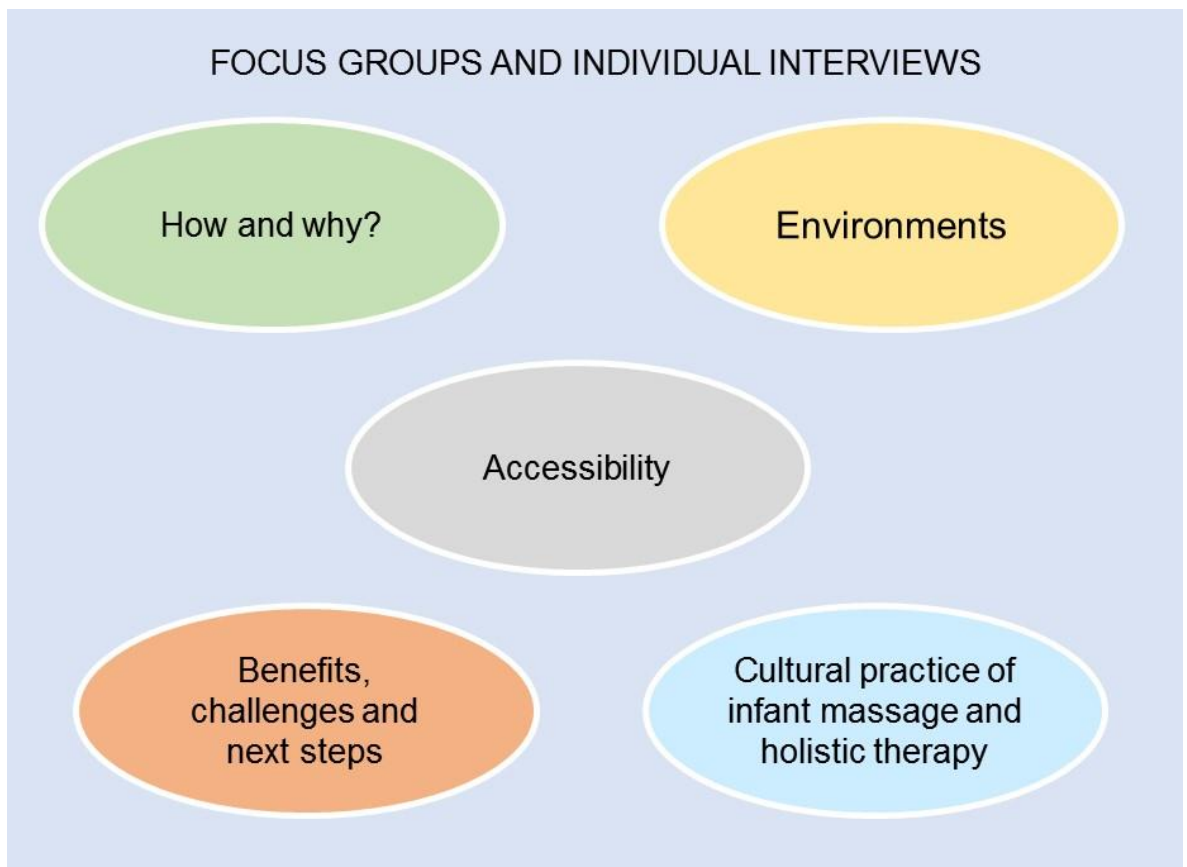 FOCUS GROUPS AND INDIVIDUAL INTERVIEWS
How and why?
Environments
Accessibility
Benefits,
challenges and
next steps
Cultural practice of
infant massage and
holistic therapy